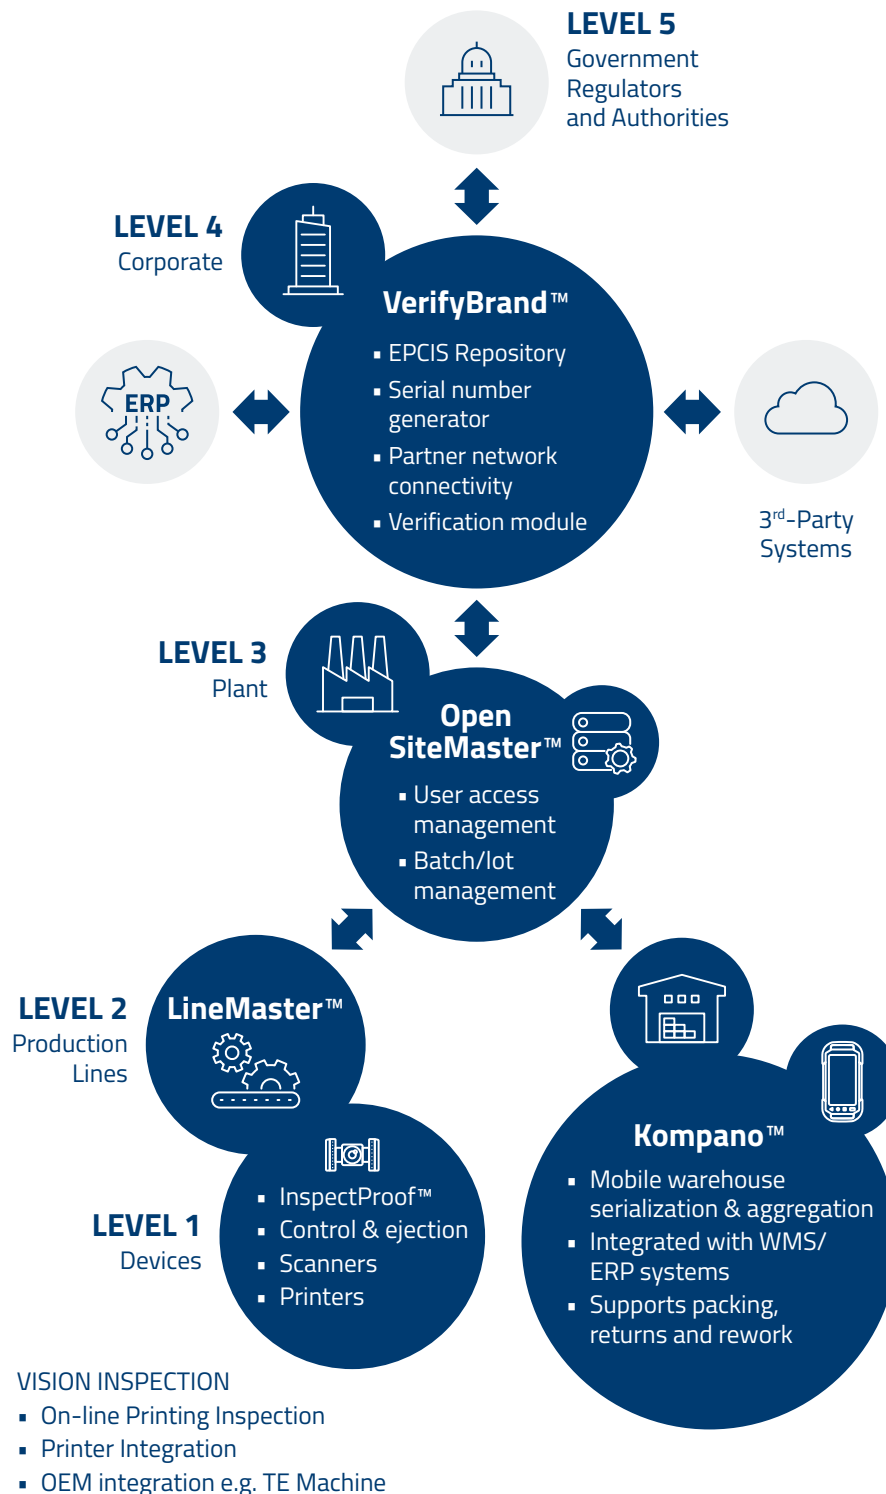 LEVEL 5
Government
Regulators
and Authorities
LEVEL 4
Corporate
VerifyBrand™
▪ EPCIS Repository
▪ Serial number
generator
▪ Partner network
connectivity
▪ Verification module
ERP
3rd-Party
Systems
LEVEL 3
Plant
Open
SiteMaster™
▪ User access
management
▪ Batch/lot
management
LEVEL 2
Production
Lines
LineMaster™
LEVEL 1
Devices
▪ InspectProof™
▪ Control & ejection
▪ Scanners
▪ Printers
Kompano™
▪ Mobile warehouse
serialization & aggregation
▪ Integrated with WMS/
ERP systems
▪ Supports packing,
returns and rework
VISION INSPECTION
▪ On-line Printing Inspection
▪ Printer Integration
▪ OEM integration e.g. TE Machine